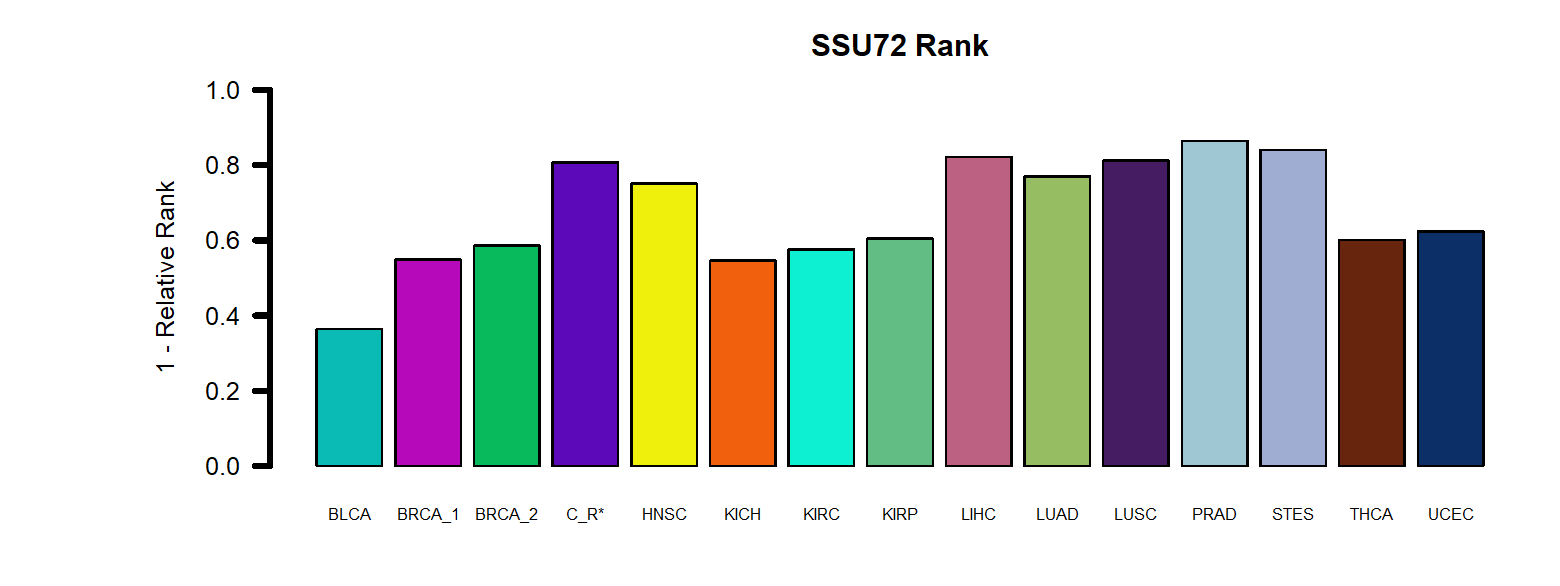 SSU72 Rank
1.0
0.8
0.6
0.4
0.2
0.0
1 - Relative Rank
BLCA BRCA_1 BRCA_2 C_R* HNSC KICH KIRC KIRP LIHC LUAD LUSC PRAD STES THCA UCEC